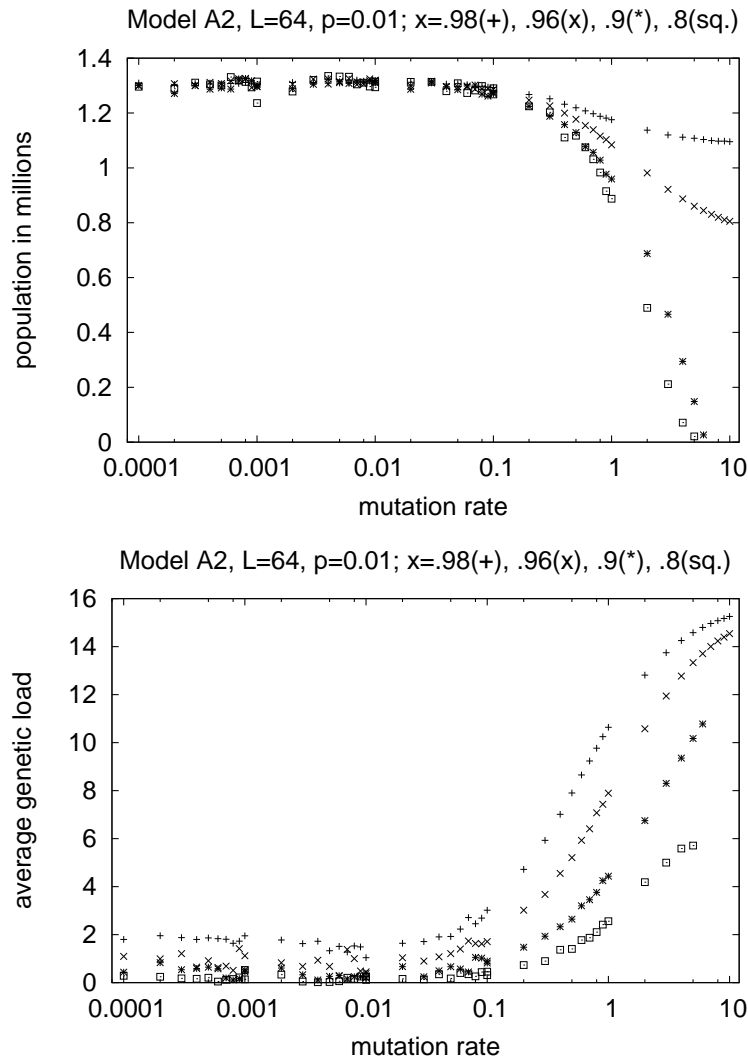 Model A2, L=64, p=0.01; x=.98(+), .96(x), .9(*), .8(sq.)
1.4
1.2
1
0.8
0.6
0.4
0.2
0
population in millions
0.0001 0.001 0.01 0.1 1 10
mutation rate
Model A2, L=64, p=0.01; x=.98(+), .96(x), .9(*), .8(sq.)
16
14
12
10
8
6
4
2
0
average genetic load
0.0001 0.001 0.01 0.1 1 10
mutation rate